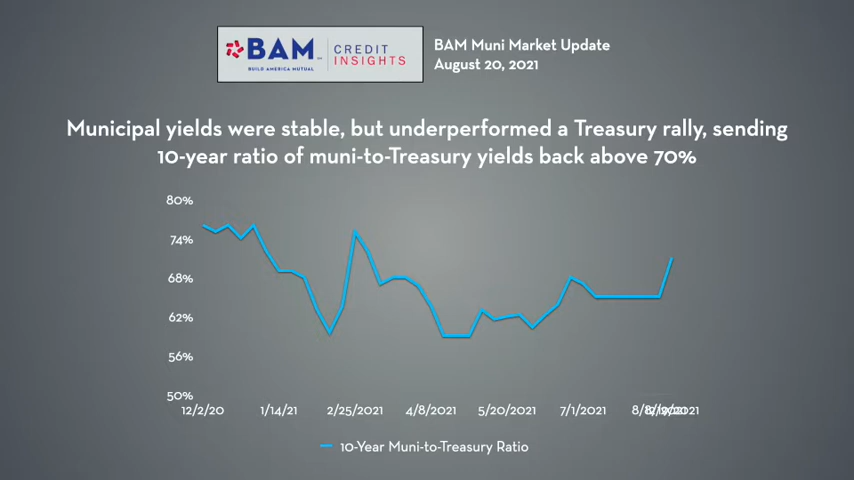 BAM
BUILD AMERICA MUTUAL
CREDIT
INSIGHTS
BAM Muni Market Update
August 20, 2021
Municipal yields were stable, but underperformed a Treasury rally, sending
10-year ratio of muni-to-Treasury yields back above 70%
80%
74%
68%
62%
56%
50%
12/2/20 1/14/21 2/25/2021 4/8/2021 5/20/2021 7/1/2021
10-Year Muni-to-Treasury Ratio